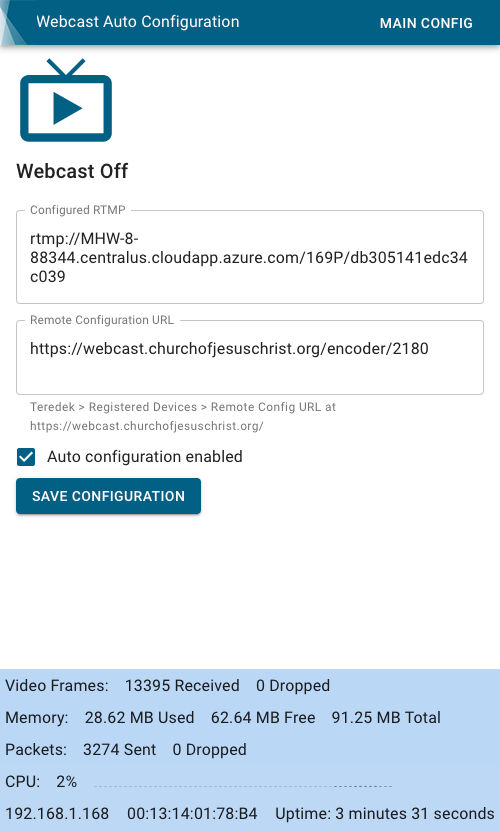 Webcast Auto Configuration MAIN CONFIG
Webcast Off
Configured RTMP
rtmp://MHW-8-
88344.centralus.cloudapp.azure.com/169P/db305141edc34
c039
Remote Configuration URL
https://webcast.churchofjesuschrist.org/encoder/2180
Teredek > Registered Devices > Remote Config URL at
https://webcast.churchofjesuschrist.org/
Auto configuration enabled
SAVE CONFIGURATION
Video Frames: 13395 Received 0 Dropped
Memory: 28.62 MB Used 62.64 MB Free 91.25 MB Total
Packets: 3274 Sent 0 Dropped
CPU: 2%
192.168.1.168 00:13:14:01:78:B4 Uptime: 3 minutes 31 seconds